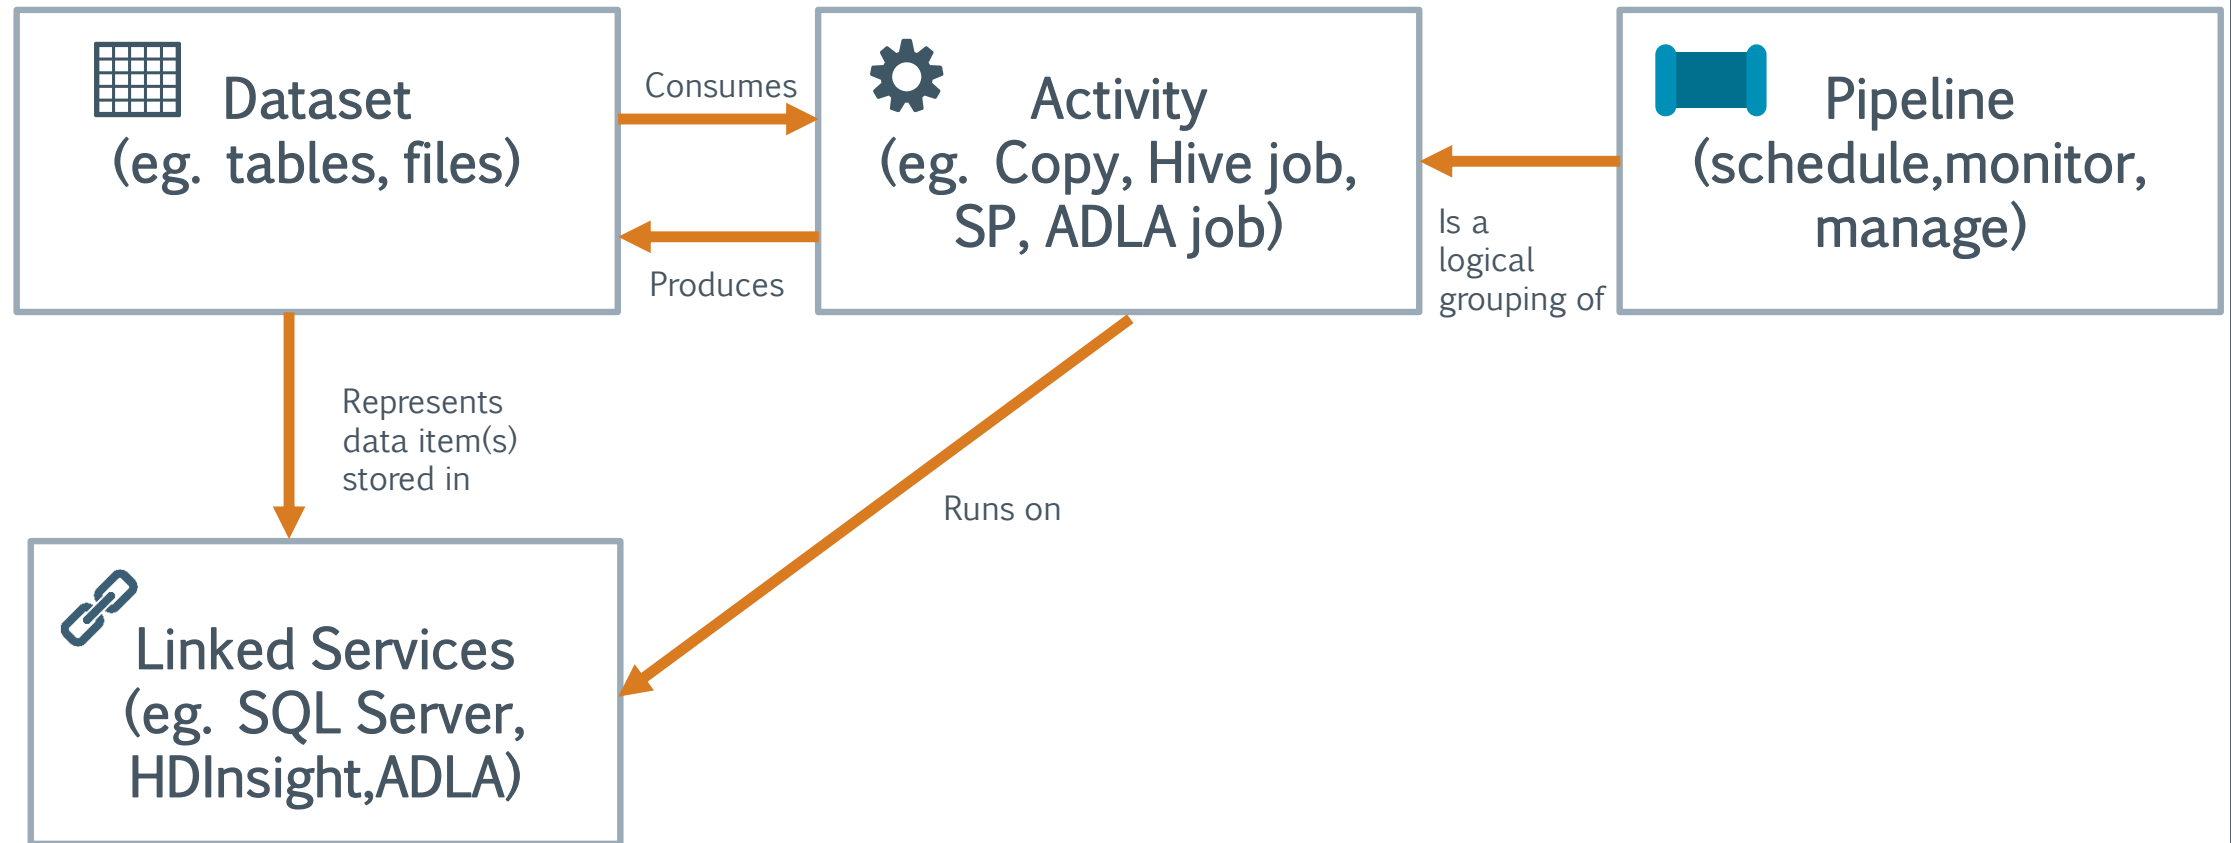 Dataset
(eg. tables, files)
Consumes
Produces
Activity
(eg. Copy, Hive job,
SP, ADLA job)
Is a
logical
grouping of
Pipeline
(schedule,monitor,
manage)
Represents
data item(s)
stored in
Runs on
Linked Services
(eg. SQL Server,
HDInsight,ADLA)